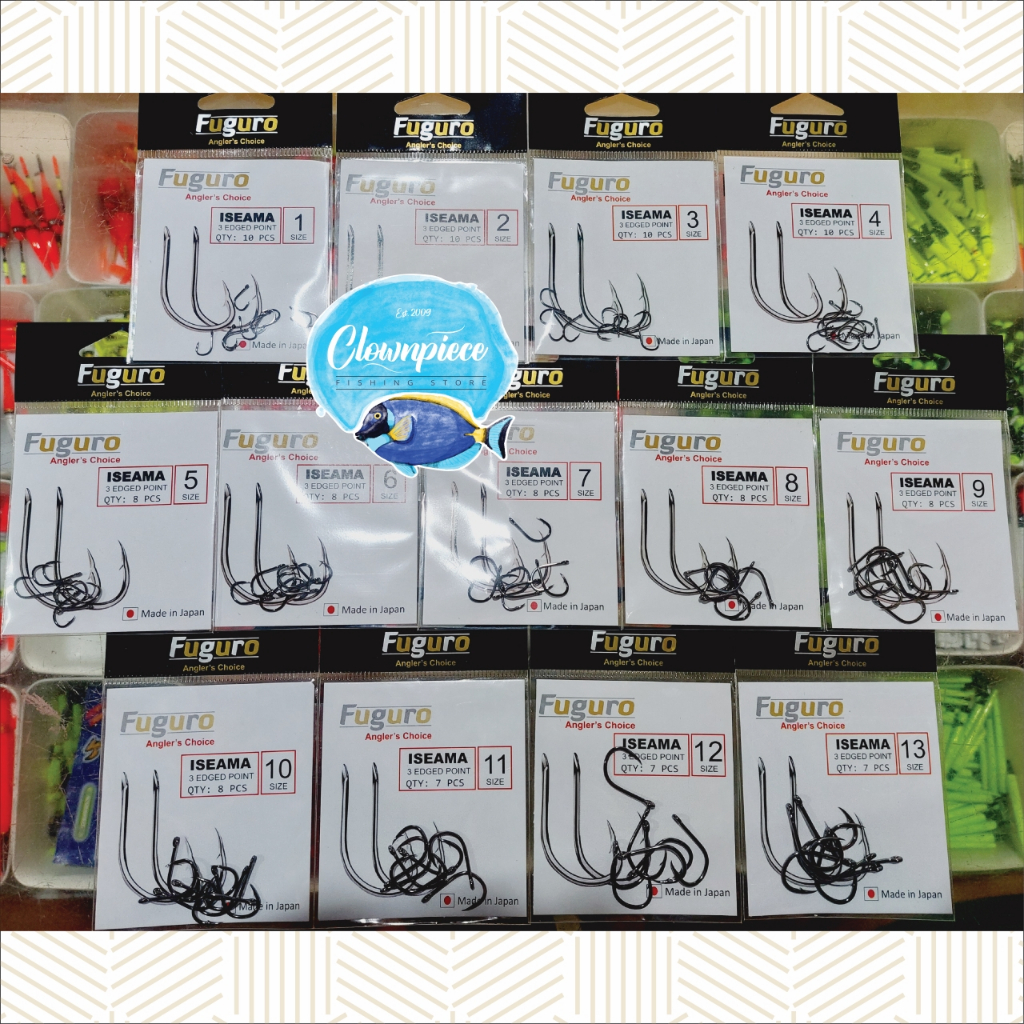 Fuguro
Angler's Choice
Fuguro
Angler's Choice
ISEAMA
3 EDGED POINT
QTY: 10 PCS
1
SIZE
Made in Japan
Fuguro
Angler's Choice
Fuguro
Angler's Choice
ISEAMA
3 EDGED POINT
QTY: 10 PCS
2
SIZE
Fuguro
Angler's Choice
Fuguro
Angler's Choice
ISEAMA
3 EDGED POINT
QTY: 10 PCS
3
SIZE
Made in Japan
Fuguro
Angler's Choice
Fuguro
Angler's Choice
ISEAMA
3 EDGED POINT
QTY: 10 PCS
4
SIZE
Made in Japan
Est. 2009
Clownpiece
FISHING STORE
Fuguro
Angler's Choice
Fuguro
Angler's Choice
ISEAMA
3 EDGED POINT
QTY: 8 PCS
5
SIZE
Made in Japan
Fuguro
Angler's Choice
ISEAMA
3 EDGED POINT
QTY: 8 PCS
6
SIZE
Made in Japan
ISEAMA
3 EDGED POINT
QTY: 8 PCS
7
SIZE
Made in Japan
Fuguro
Angler's Choice
Fuguro
Angler's Choice
ISEAMA
3 EDGED POINT
QTY: 8 PCS
8
SIZE
Made in Japan
Fuguro
Angler's Choice
Fuguro
Angler's Choice
ISEAMA
3 EDGED POINT
QTY: 8 PCS
9
SIZE
Made in Japan
Fuguro
Angler's Choice
Fuguro
Angler's Choice
ISEAMA
3 EDGED POINT
QTY: 8 PCS
10
SIZE
Made in Japan
Fuguro
Angler's Choice
Fuguro
Angler's Choice
ISEAMA
3 EDGED POINT
QTY: 7 PCS
11
SIZE
Made in Japan
Fuguro
Angler's Choice
Fuguro
Angler's Choice
ISEAMA
3 EDGED POINT
QTY: 7 PCS
12
SIZE
Made in Japan
Fuguro
Angler's Choice
Fuguro
Angler's Choice
ISEAMA
3 EDGED POINT
QTY: 7 PCS
13
SIZE
Made in Japan